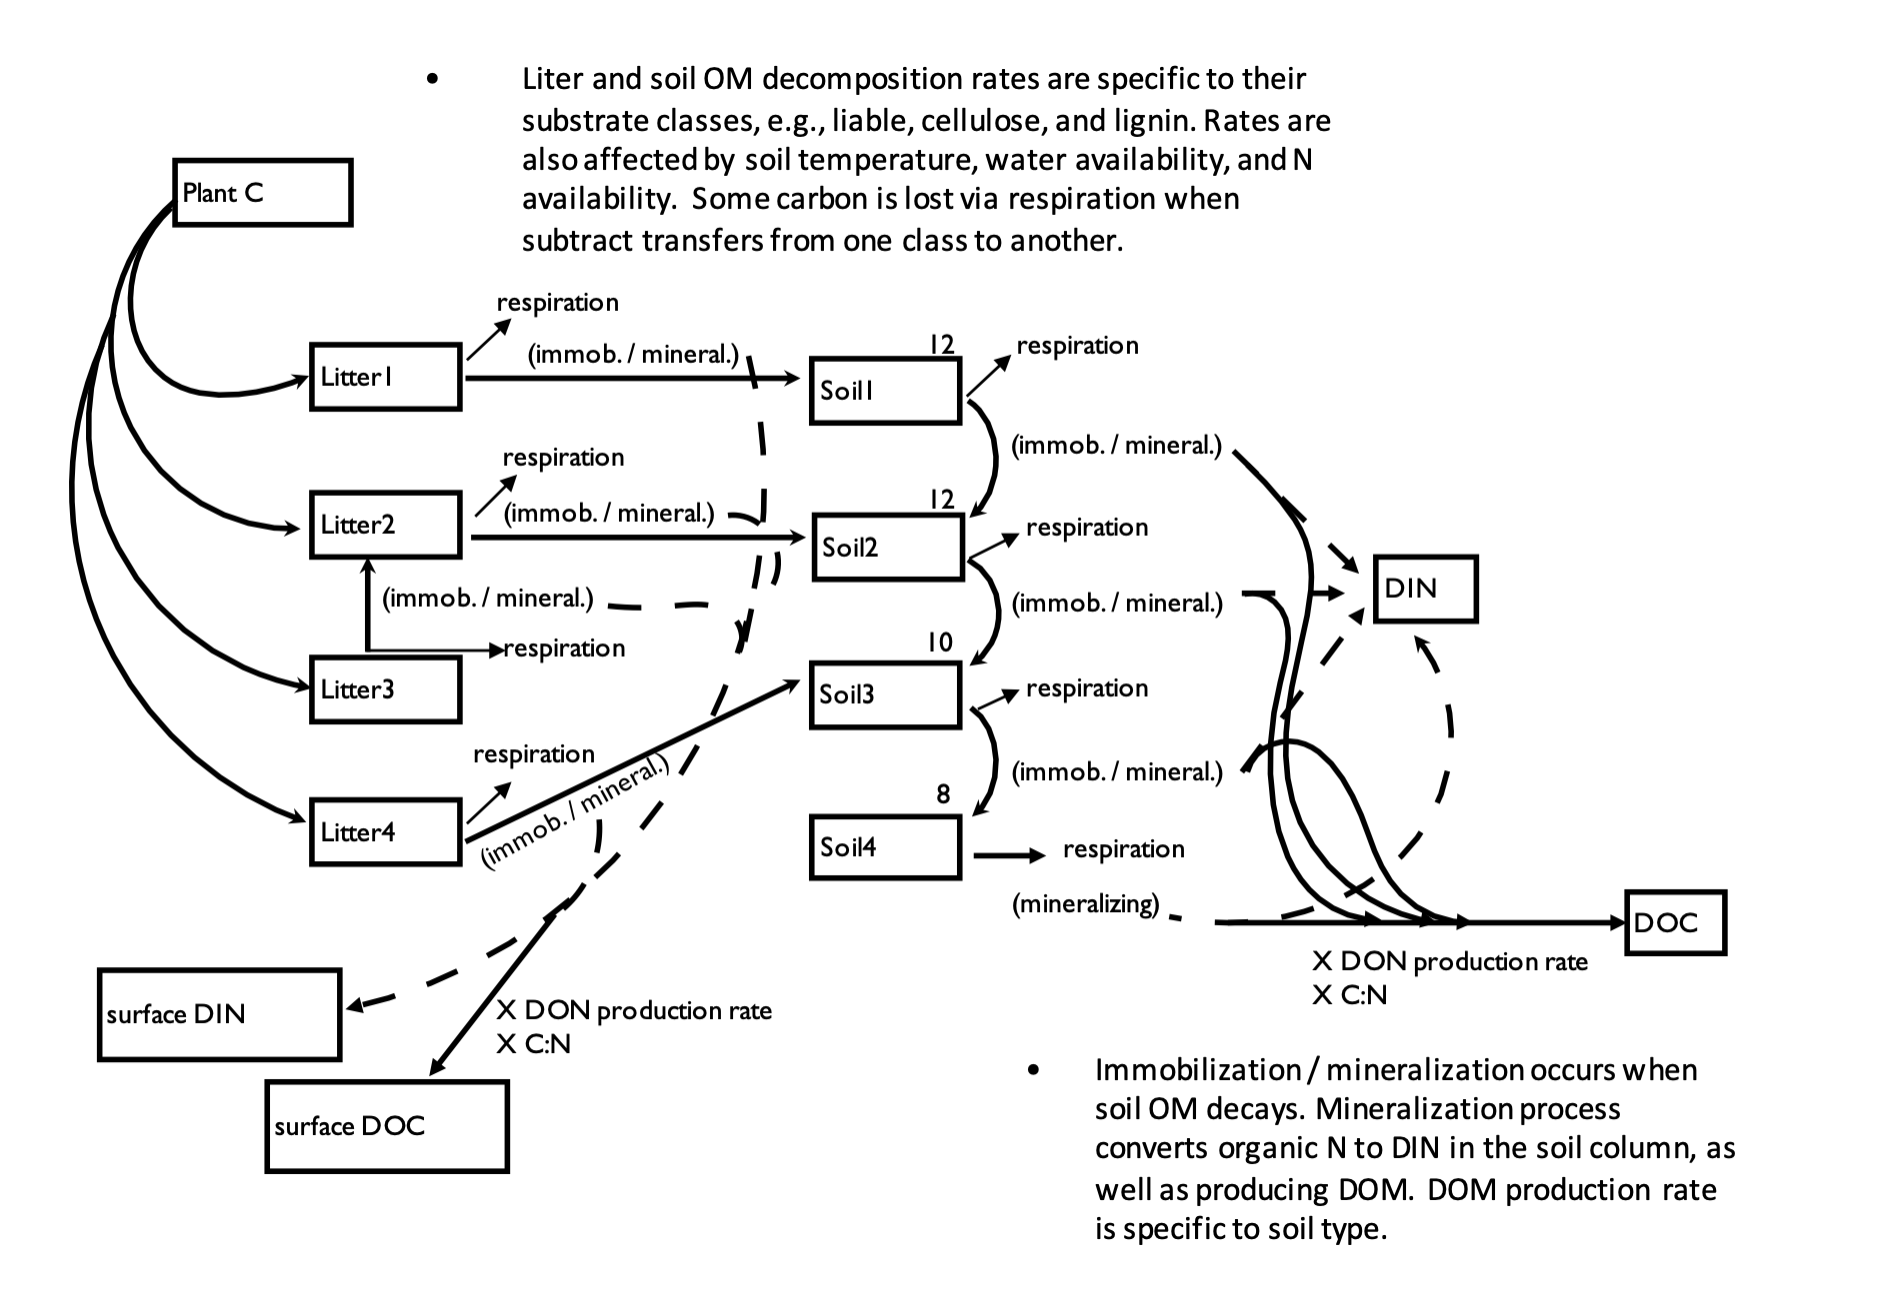 • Liter and soil OM decomposition rates are specific to their
substrate classes, e.g., liable, cellulose, and lignin. Rates are
also affected by soil temperature, water availability, and N
availability. Some carbon is lost via respiration when
subtract transfers from one class to another.
Plant C
respiration
(immob. / mineral.)
Litter1
12
Soil1
respiration
(immob. / mineral.)
respiration
(immob. / mineral.)
Litter2
12
Soil2
respiration
(immob. / mineral.)
DIN
(immob. / mineral.)
respiration
Litter3
10
Soil3
respiration
(immob. / mineral.)
respiration
(immob. / mineral.)
Litter4
8
Soil4
respiration
(mineralizing)
DOC
X DON production rate
X C:N
surface DIN
X DON production rate
X C:N
surface DOC
• Immobilization / mineralization occurs when
soil OM decays. Mineralization process
converts organic N to DIN in the soil column, as
well as producing DOM. DOM production rate
is specific to soil type.